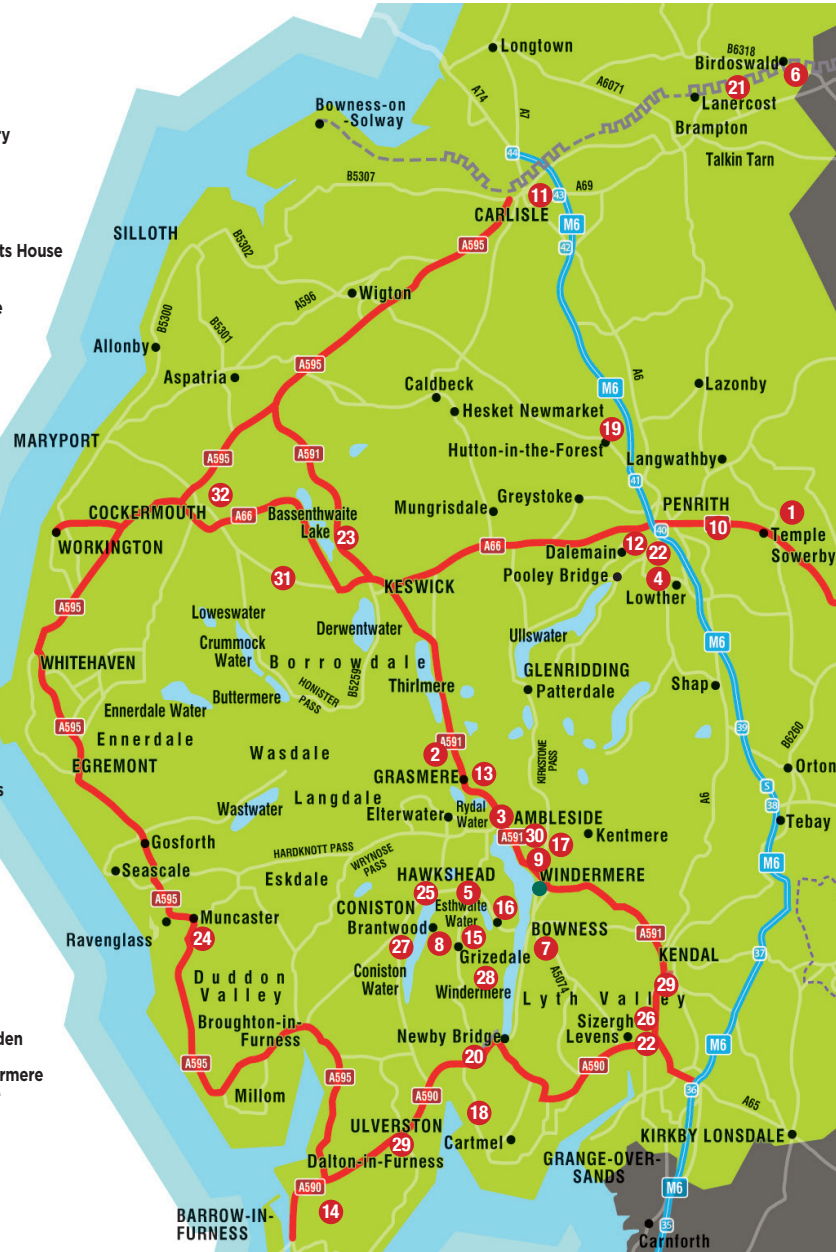 Longtown
B6318
Birdoswald
6
A74
A7
A6071
21
Lanercost
Bowness-on
-Solway
Brampton
ry
44
Talkin Tarn
B5307
A69
43
11
CARLISLE
M6
SILLOTH
B5302
A595
42
ts House
Wigton
A596
e
B5300
B5301
Allonby
A595
A6
Aspatria
Caldbeck
M6
Lazonby
Hesket Newmarket
19
MARYPORT
A591
Hutton-in-the-Forest
Langwathby
A595
41
32
Mungrisdale
Greystoke
PENRITH
1
COCKERMOUTH
A66
Bassenthwaite
Lake
23
40
10
Temple
Sowerby
WORKINGTON
A66
Dalemain
12
22
31
KESWICK
Pooley Bridge
4
Lowther
A595
Loweswater
Derwentwater
Ullswater
Crummock
Water
M6
WHITEHAVEN
Borrowdale
GLENRIDDING
B5259
Thirlmere
Patterdale
Shap
Buttermere
HONISTER
PASS
Ennerdale Water
A595
Ennerdale
A591
39
B6260
Wasdale
2
KIRKSTONE
PASS
EGREMONT
GRASMERE
13
Orton
s
Langdale
S
A6
Wastwater
Elterwater
Rydal
Water
3
AMBLESIDE
38
Tebay
Gosforth
A591
30
17
Kentmere
HARDKNOTT PASS
WRYNOSE
PASS
9
M6
Seascale
Eskdale
HAWKSHEAD
WINDERMERE
A595
25
5
CONISTON
Esthwaite
Water
16
Muncaster
Brantwood
BOWNESS
A591
Ravenglass
24
27
8
15
7
KENDAL
37
Grizedale
Duddon
Valley
Coniston
Water
28
A5074
29
Windermere
Lyth Valley
Broughton-in-
Furness
Sizergh
26
den
Newby Bridge
Levens
22
M6
20
A595
A595
A590
rmere
A590
36
Millom
18
A65
ULVERSTON
KIRKBY LONSDALE
29
Cartmel
Dalton-in-Furness
GRANGE-OVER-
SANDS
A590
M6
14
BARROW-IN-
FURNESS
35
Carnforth